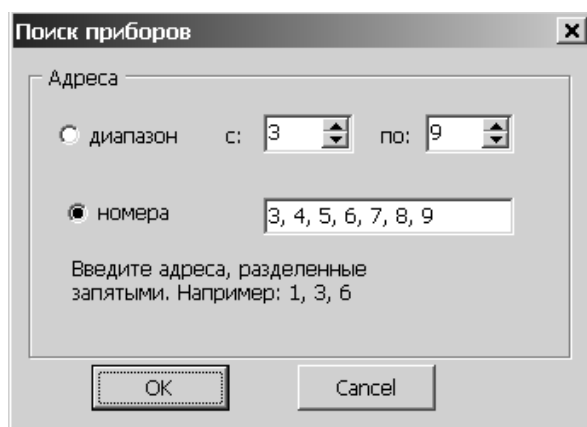 Поиск приборов
Адреса
диапазон с: 3 по: 9
номера 3, 4, 5, 6, 7, 8, 9
Введите адреса, разделенные
запятыми. Например: 1, 3, 6
OK Cancel